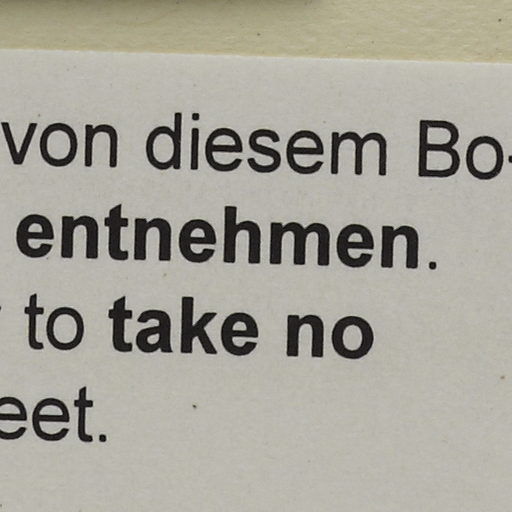 von diesem Bo-
entnehmen.
to take no
eet.